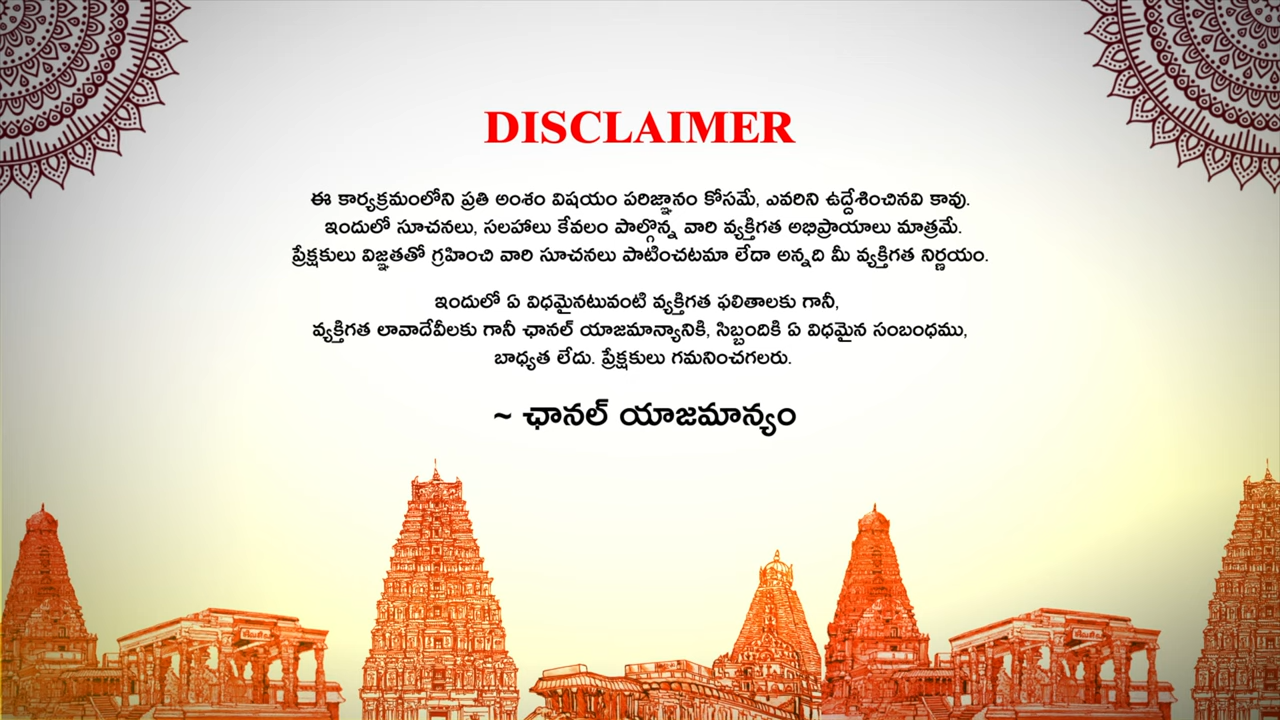 DISCLAIMER
ఈ కార్యక్రమంలోని ప్రతి అంశం విషయం పరిజ్ఞానం కోసమే, ఎవరిని ఉద్దేశించినవి కావు.
ఇందులో సూచనలు, సలహాలు కేవలం పాల్గొన్న వారి వ్యక్తిగత అభిప్రాయాలు మాత్రమే.
ప్రేక్షకులు విజ్ఞతతో గ్రహించి వారి సూచనలు పాటించటమా లేదా అన్నది మీ వ్యక్తిగత నిర్ణయం.
ఇందులో ఏ విధమైనటువంటి వ్యక్తిగత ఫలితాలకు గానీ,
వ్యక్తిగత లావాదేవీలకు గానీ ఛానల్ యాజమాన్యానికి, సిబ్బందికి ఏ విధమైన సంబంధము,
బాధ్యత లేదు. ప్రేక్షకులు గమనించగలరు.
~ ఛానల్ యాజమాన్యం